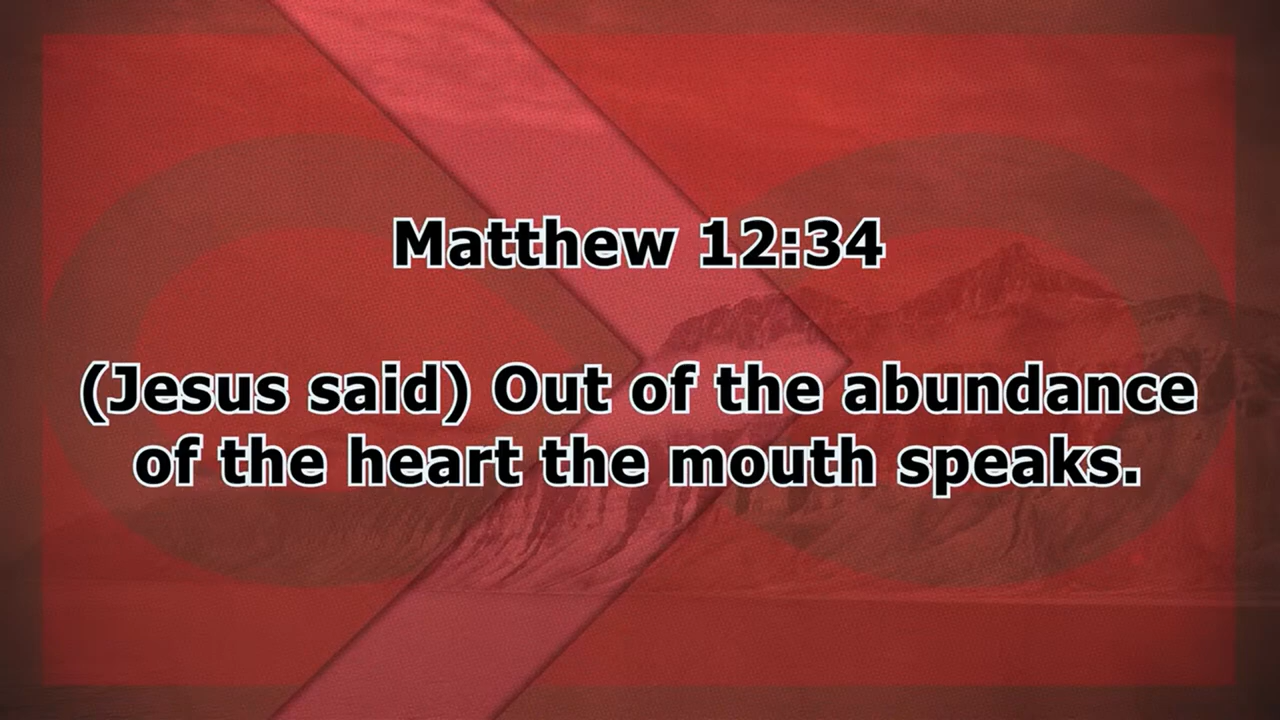 Matthew 12:34
(Jesus said) Out of the abundance
of the heart the mouth speaks.